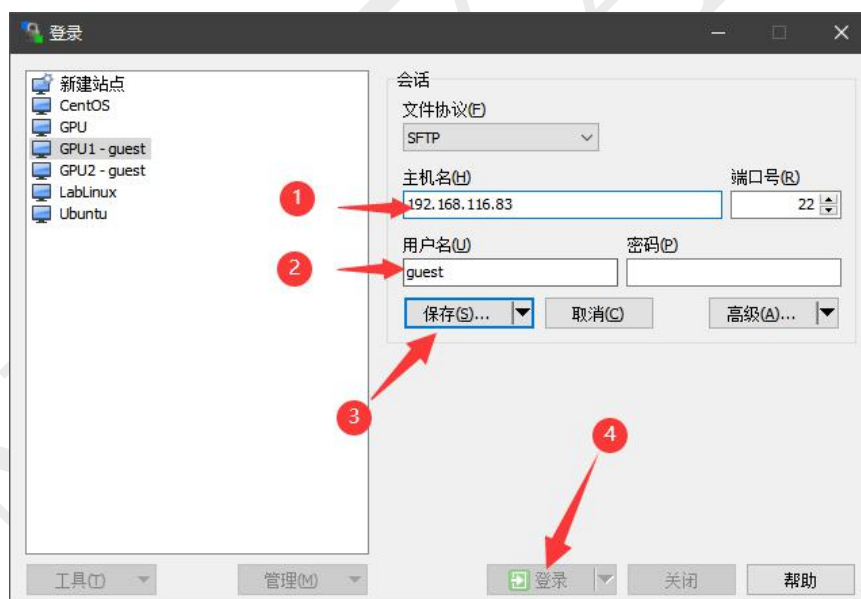 登录
新建站点
CentOS
GPU
GPU1 - guest
GPU2 - guest
LabLinux
Ubuntu
会话
文件协议(F)
SFTP
主机名(H) 端口号(R)
1
192.168.116.83 22
用户名(U) 密码(P)
2
guest
保存(S)... 取消(C) 高级(A)...
3
4
工具(T) 管理(M) 登录 关闭 帮助